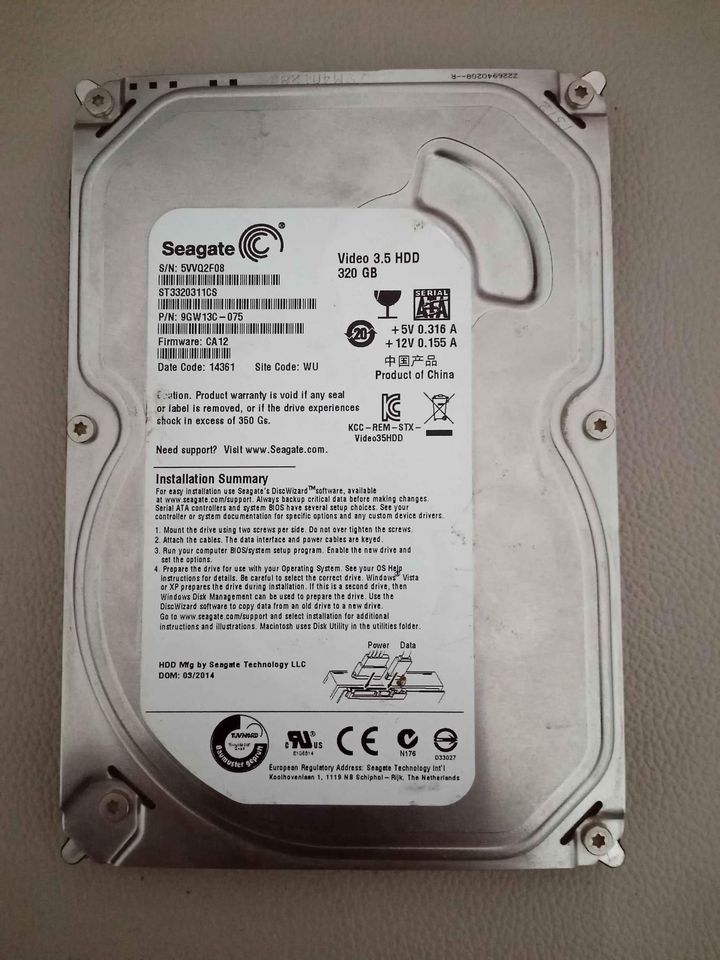 Z226940208--R
Seagate
S/N: 5VVQ2F08
ST3320311CS
P/N: 9GW13C-075
Firmware: CA12
Date Code: 14361 Site Code: WU
Video 3.5 HDD
320 GB
SERIAL
ATA
20
+5V 0.316 A
+12V 0.155 A
中国产品
Product of China
Caution. Product warranty is void if any seal
or label is removed, or if the drive experiences
shock in excess of 350 Gs.
KCC-REM-STX-
Video35HDD
Need support? Visit www.Seagate.com.
Installation Summary
For easy installation use Seagate's DiscWizard™ software, available
at www.seagate.com/support. Always backup critical data before making changes.
Serial ATA controllers and system BIOS have several setup choices. See your
controller or system documentation for specific options and any custom device drivers.
1. Mount the drive using two screws per side. Do not over tighten the screws.
2. Attach the cables. The data interface and power cables are keyed.
3. Run your computer BIOS/system setup program. Enable the new drive and
set the options.
4. Prepare the drive for use with your Operating System. See your OS Help
instructions for details. Be careful to select the correct drive. Windows® Vista
or XP prepares the drive during installation. If this is a second drive, then
Windows Disk Management can be used to prepare the drive. Use the
DiscWizard software to copy data from an old drive to a new drive.
Go to www.seagate.com/support and select installation for additional
instructions and illustrations. Macintosh uses Disk Utility in the utilities folder.
Power Data
HDD Mfg by Seagate Technology LLC
DOM: 03/2014
TUV NORD
Baumuster geprüft
c RU ® US
CE
N176
D33027
European Regulatory Address: Seagate Technology Int'l
Koolhovenlaan 1, 1119 NB Schiphol-Rijk, The Netherlands